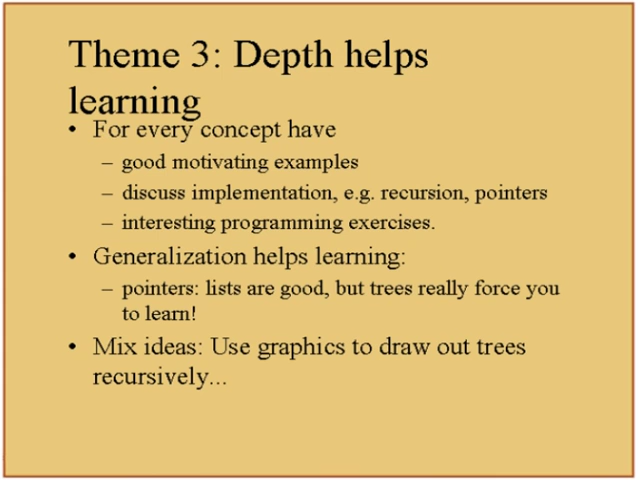 Theme 3: Depth helps
learning
• For every concept have
– good motivating examples
– discuss implementation, e.g. recursion, pointers
– interesting programming exercises.
• Generalization helps learning:
– pointers: lists are good, but trees really force you
to learn!
• Mix ideas: Use graphics to draw out trees
recursively...